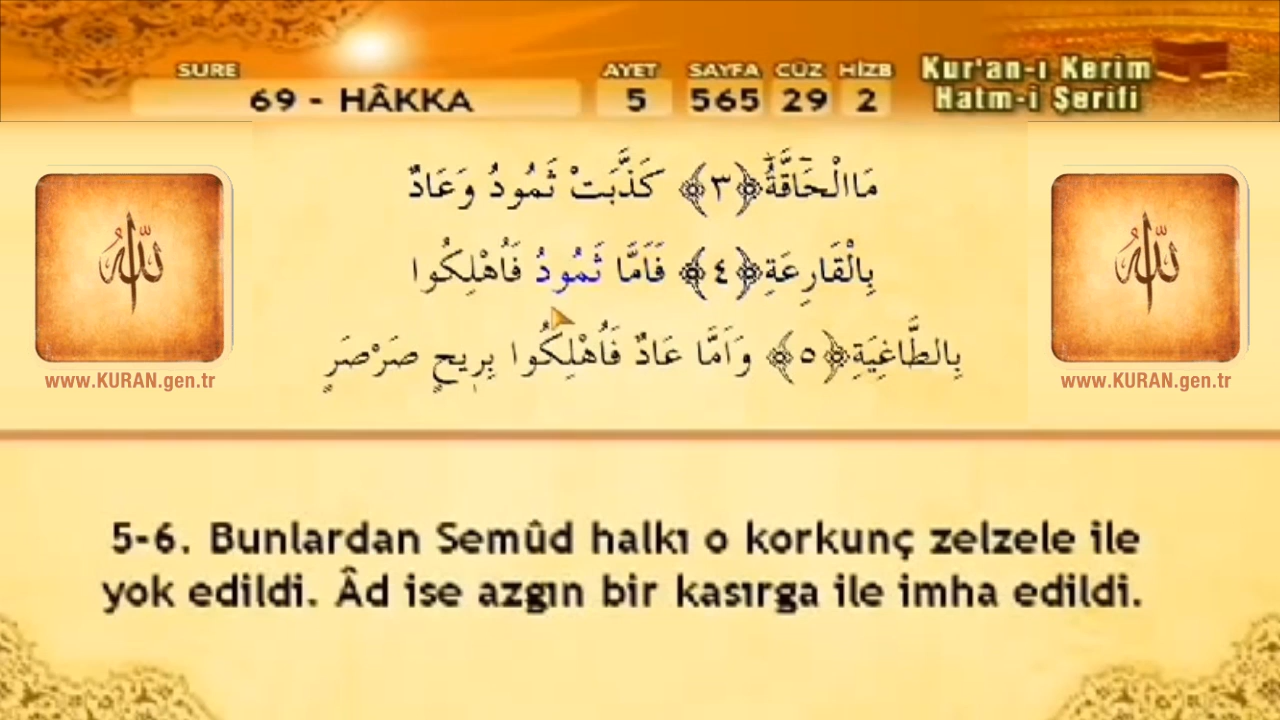 SURE AYET SAYFA CÜZ HİZB
69 - HÂKKA 5 565 29 2
Kur'an-ı Kerim
Hatm-i Şerifi
مَاالْحَٓاقَّةُۜ﴿٣﴾ كَذَّبَتْ ثَمُودُ وَعَادٌ
بِالْقَارِعَةِ﴿٤﴾ فَاَمَّا ثَمُودُ فَاُهْلِكُوا
بِالطَّاغِيَةِ﴿٥﴾ وَاَمَّا عَادٌ فَاُهْلِكُوا بِر۪يحٍ صَرْصَرٍ
اللّٰهُ
www.KURAN.gen.tr
اللّٰهُ
www.KURAN.gen.tr
5-6. Bunlardan Semûd halkı o korkunç zelzele ile
yok edildi. Âd ise azgın bir kasırga ile imha edildi.